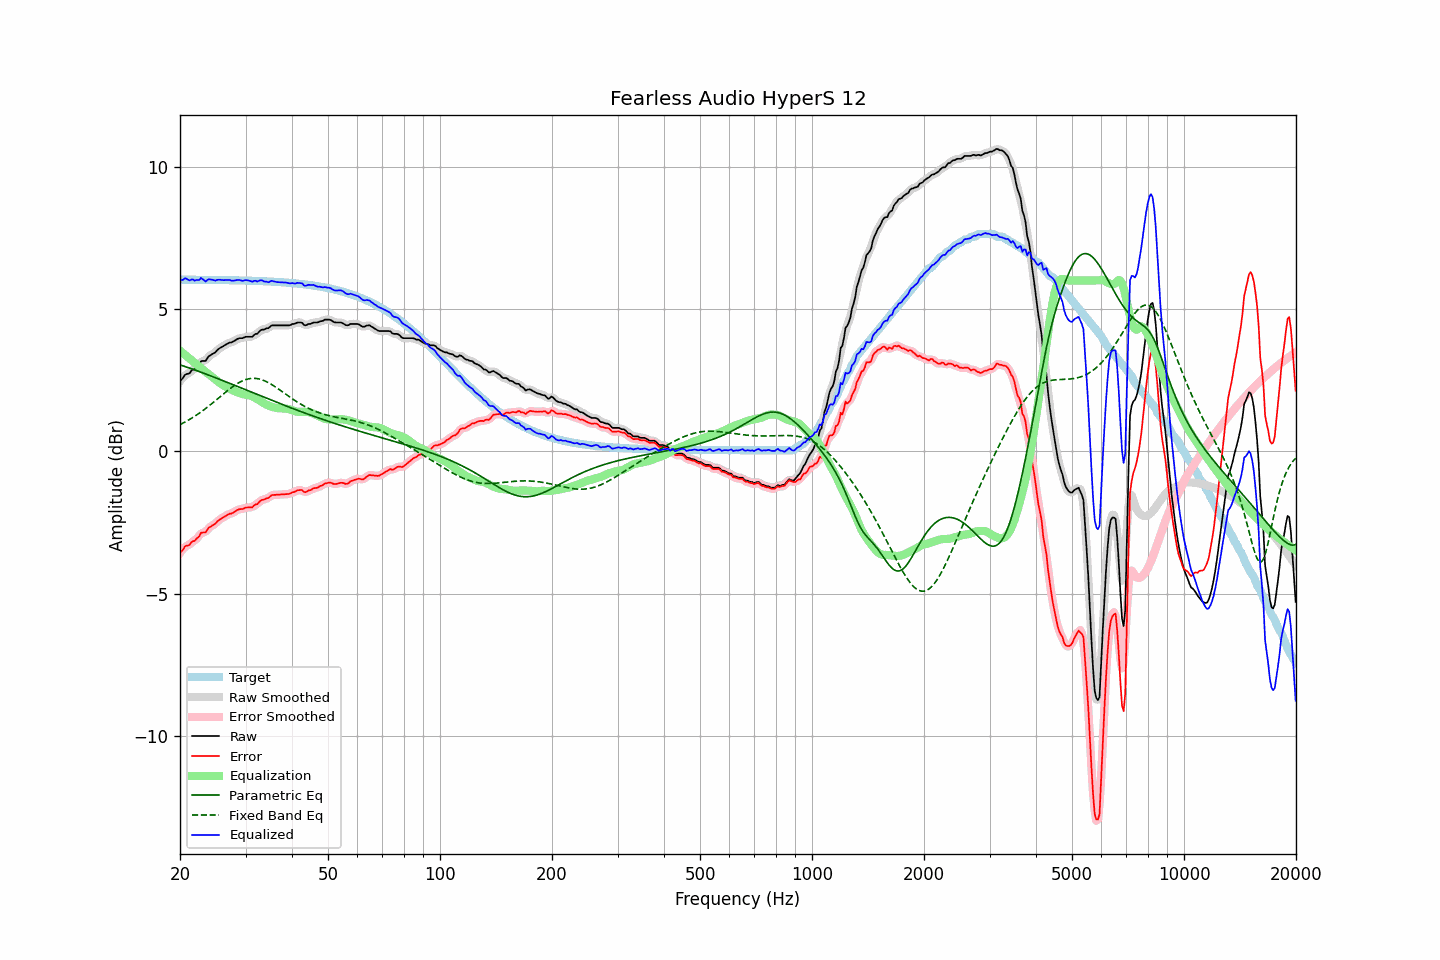 Fearless Audio HyperS 12
Amplitude (dBr)
10
5
0
−5
−10
Target
Raw Smoothed
Error Smoothed
Raw
Error
Equalization
Parametric Eq
Fixed Band Eq
Equalized
20 50 100 200 500 1000 2000 5000 10000 20000
Frequency (Hz)